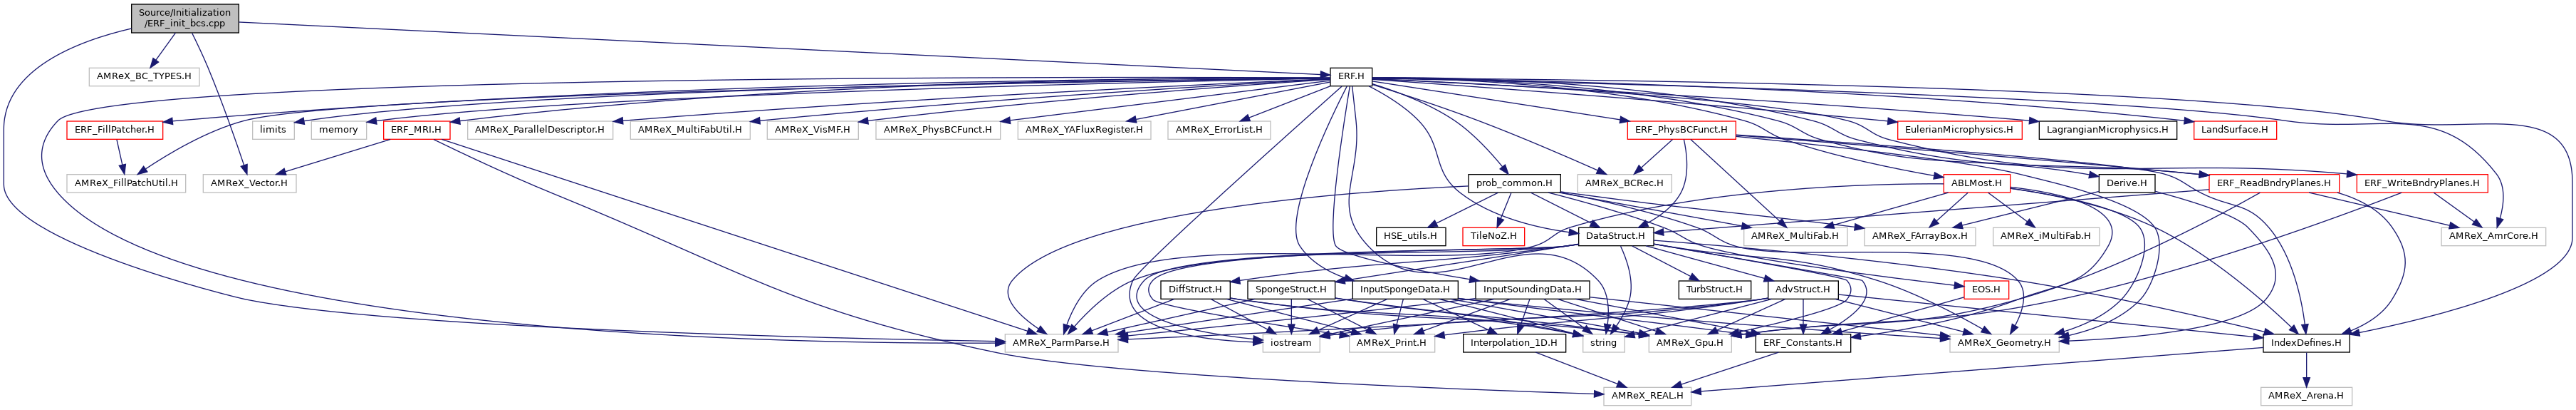 Source/Initialization
/ERF_init_bcs.cpp
AMReX_BC_TYPES.H
ERF.H
ERF_FillPatcher.H
limits
memory
ERF_MRI.H
AMReX_ParallelDescriptor.H
AMReX_MultiFabUtil.H
AMReX_VisMF.H
AMReX_PhysBCFunct.H
AMReX_YAFluxRegister.H
AMReX_ErrorList.H
ERF_PhysBCFunct.H
EulerianMicrophysics.H
LagrangianMicrophysics.H
LandSurface.H
AMReX_FillPatchUtil.H
AMReX_Vector.H
prob_common.H
AMReX_BCRec.H
ABLMost.H
Derive.H
ERF_ReadBndryPlanes.H
ERF_WriteBndryPlanes.H
HSE_utils.H
TileNoZ.H
DataStruct.H
AMReX_MultiFab.H
AMReX_FArrayBox.H
AMReX_iMultiFab.H
AMReX_AmrCore.H
DiffStruct.H
SpongeStruct.H
InputSpongeData.H
InputSoundingData.H
TurbStruct.H
AdvStruct.H
EOS.H
AMReX_ParmParse.H
iostream
AMReX_Print.H
Interpolation_1D.H
string
AMReX_Gpu.H
ERF_Constants.H
AMReX_Geometry.H
IndexDefines.H
AMReX_REAL.H
AMReX_Arena.H